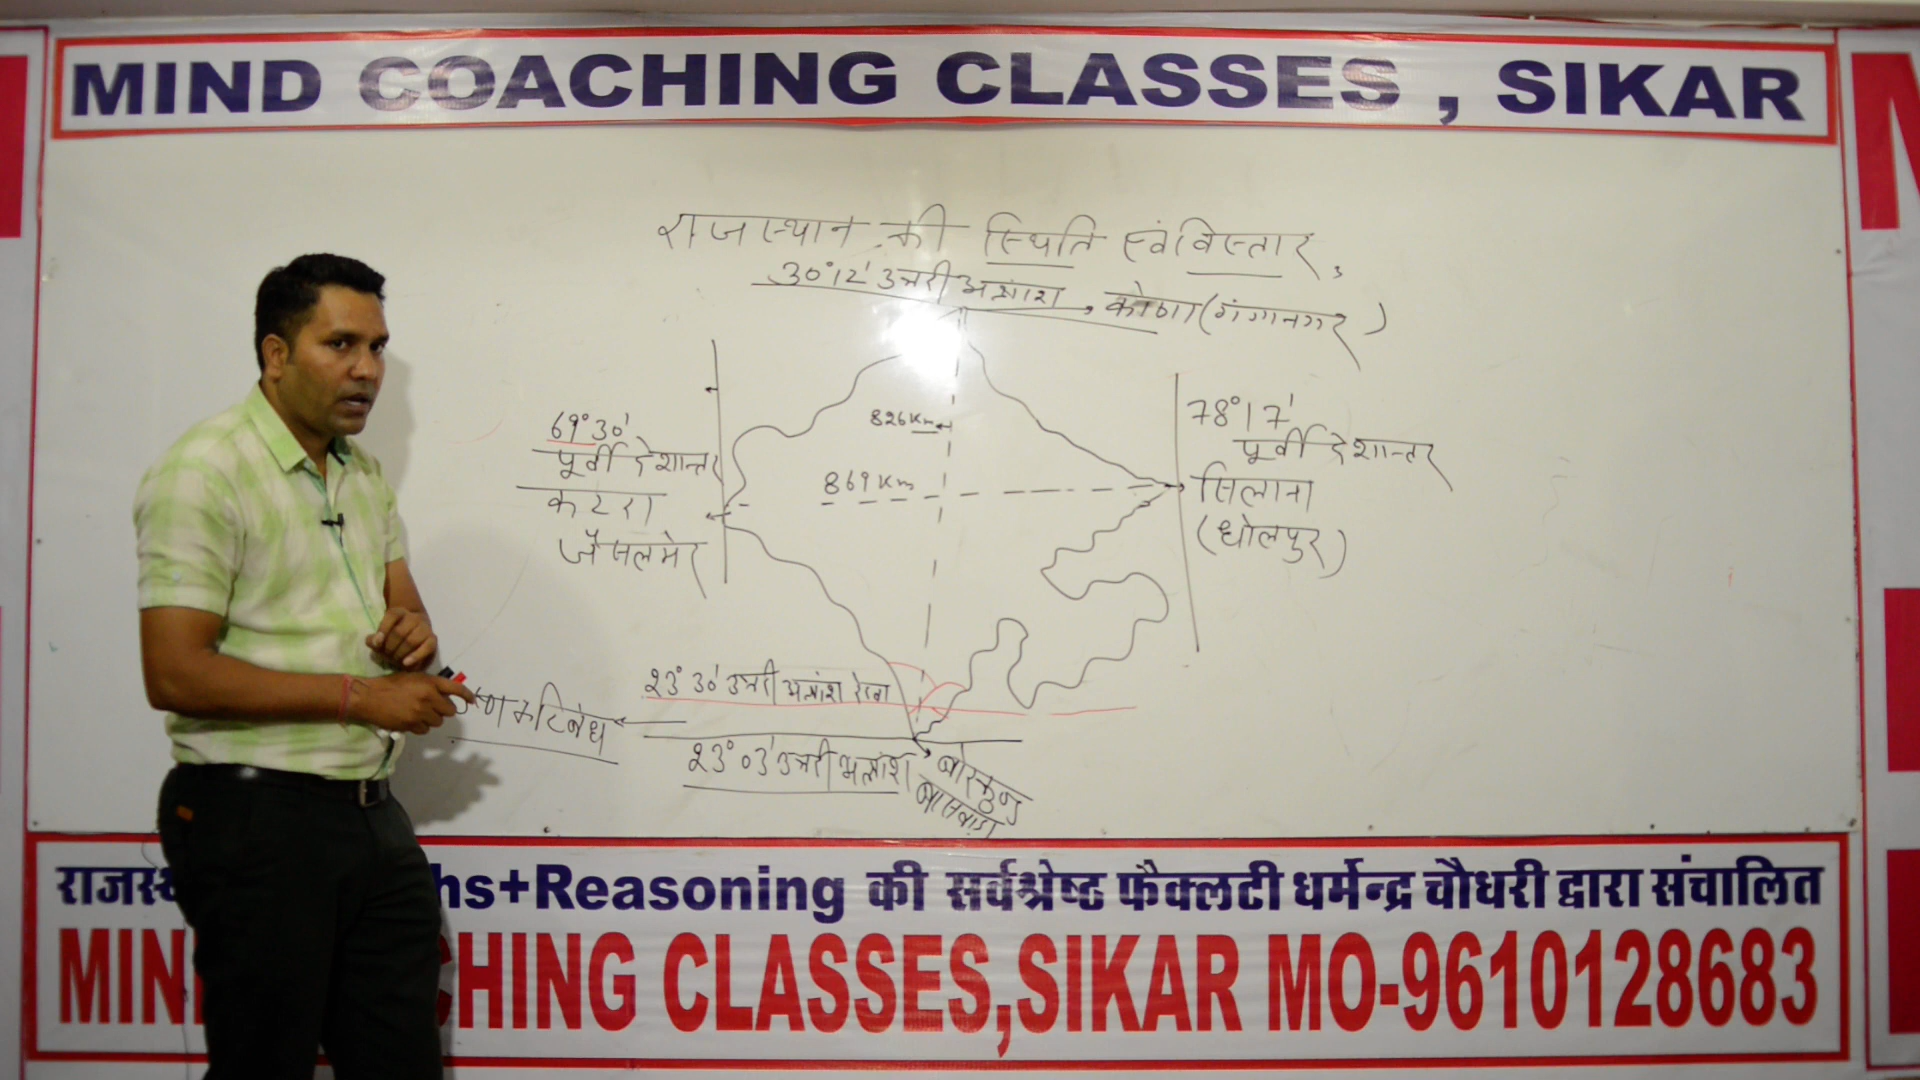 MIND COACHING CLASSES , SIKAR
राजस्थान की स्थिति एवं विस्तार,
30°12' उत्तरी अक्षांश , कोणा (गंगानगर)
826 Km
869 Km
69°30'
पूर्वी देशान्तर
कटरा
जैसलमेर
78°17'
पूर्वी देशान्तर
सिलाना
(धोलपुर)
23° 30' उत्तरी अक्षांश रेखा
कटिबंध
23° 03' उत्तरी अक्षांश
बोरकुण्ड
बासवाड़ा
hs+Reasoning की सर्वश्रेष्ठ फैक्लटी धर्मेन्द्र चौधरी द्वारा संचालित
MIN CHING CLASSES,SIKAR MO-9610128683